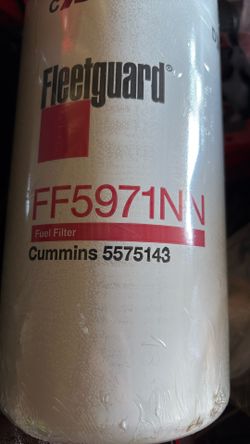 Fleetguard®
FF5971NN
Fuel Filter
Cummins 5575143